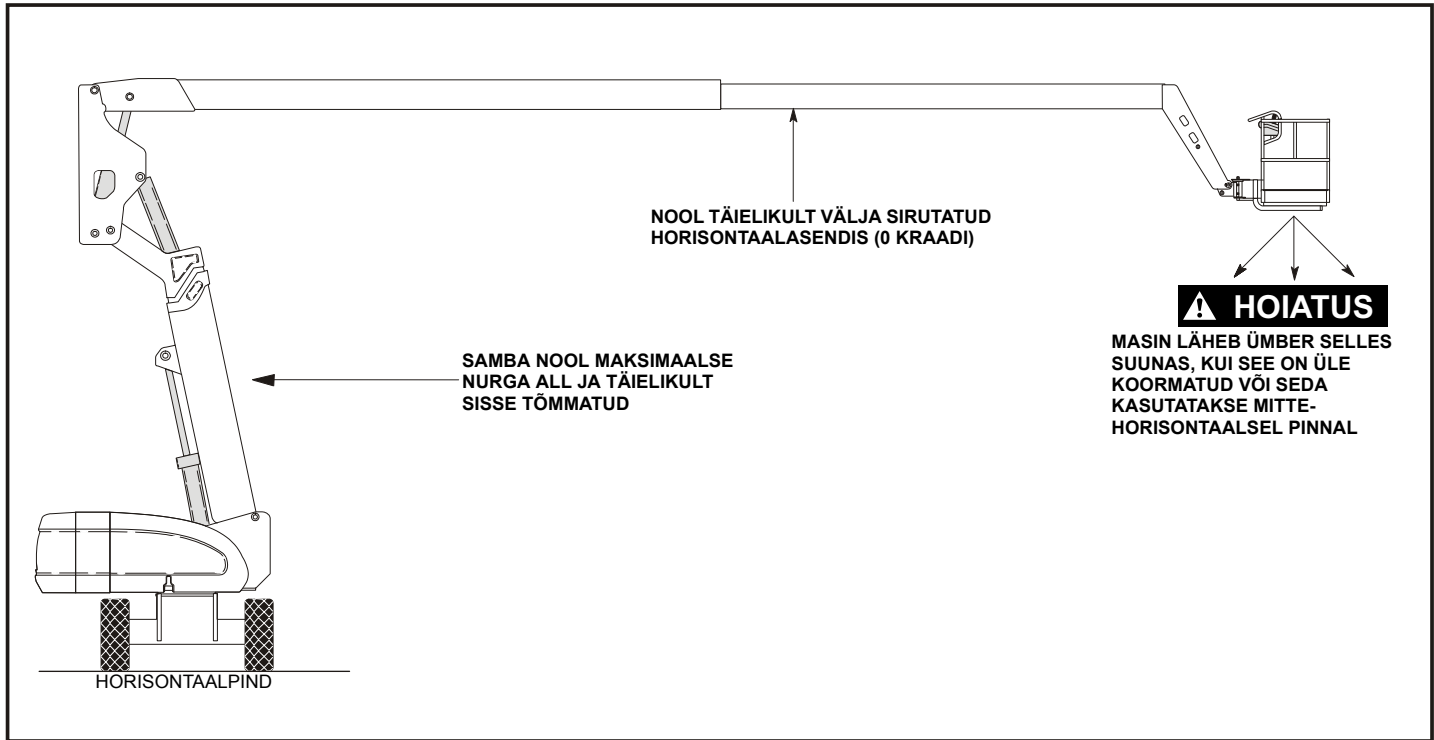 NOOL TÄIELIKULT VÄLJA SIRUTATUD
HORISONTAALASENDIS (0 KRAADI)
HOIATUS
MASIN LÄHEB ÜMBER SELLES
SUUNAS, KUI SEE ON ÜLE
KOORMATUD VÕI SEDA
KASUTATAKSE MITTE-
HORISONTAALSEL PINNAL
SAMBA NOOL MAKSIMAALSE
NURGA ALL JA TÄIELIKULT
SISSE TÕMMATUD
HORISONTAALPIND